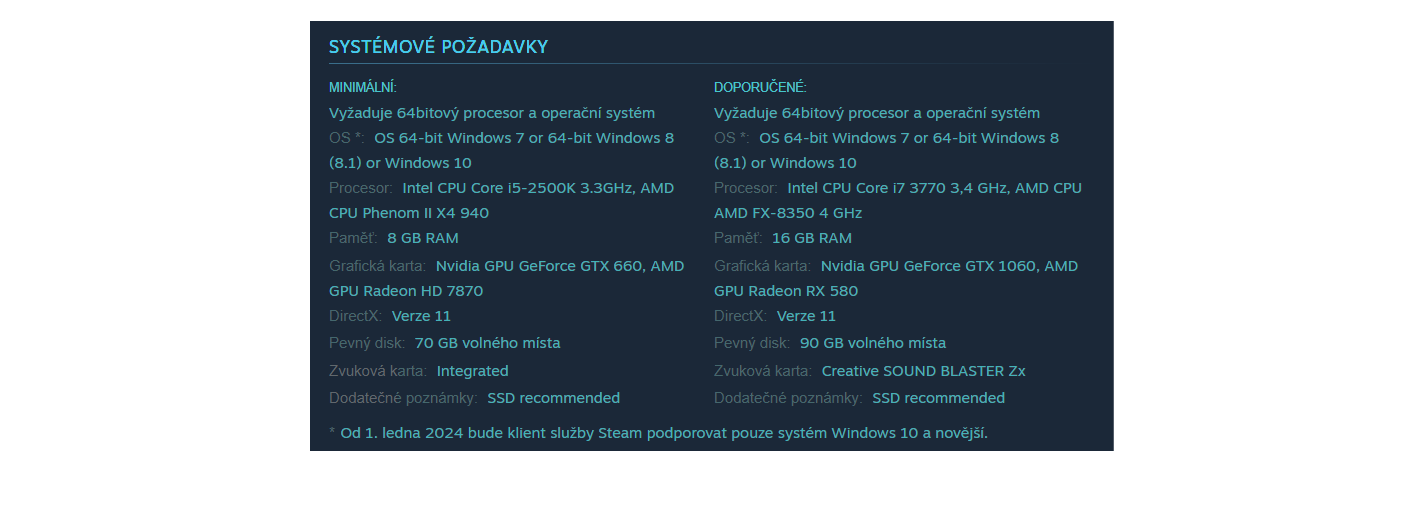 SYSTÉMOVÉ POŽADAVKY
MINIMÁLNÍ:
Vyžaduje 64bitový procesor a operační systém
OS *: OS 64-bit Windows 7 or 64-bit Windows 8
(8.1) or Windows 10
Procesor: Intel CPU Core i5-2500K 3.3GHz, AMD
CPU Phenom II X4 940
Paměť: 8 GB RAM
Grafická karta: Nvidia GPU GeForce GTX 660, AMD
GPU Radeon HD 7870
DirectX: Verze 11
Pevný disk: 70 GB volného místa
Zvuková karta: Integrated
Dodatečné poznámky: SSD recommended
DOPORUČENÉ:
Vyžaduje 64bitový procesor a operační systém
OS *: OS 64-bit Windows 7 or 64-bit Windows 8
(8.1) or Windows 10
Procesor: Intel CPU Core i7 3770 3,4 GHz, AMD CPU
AMD FX-8350 4 GHz
Paměť: 16 GB RAM
Grafická karta: Nvidia GPU GeForce GTX 1060, AMD
GPU Radeon RX 580
DirectX: Verze 11
Pevný disk: 90 GB volného místa
Zvuková karta: Creative SOUND BLASTER Zx
Dodatečné poznámky: SSD recommended
* Od 1. ledna 2024 bude klient služby Steam podporovat pouze systém Windows 10 a novější.